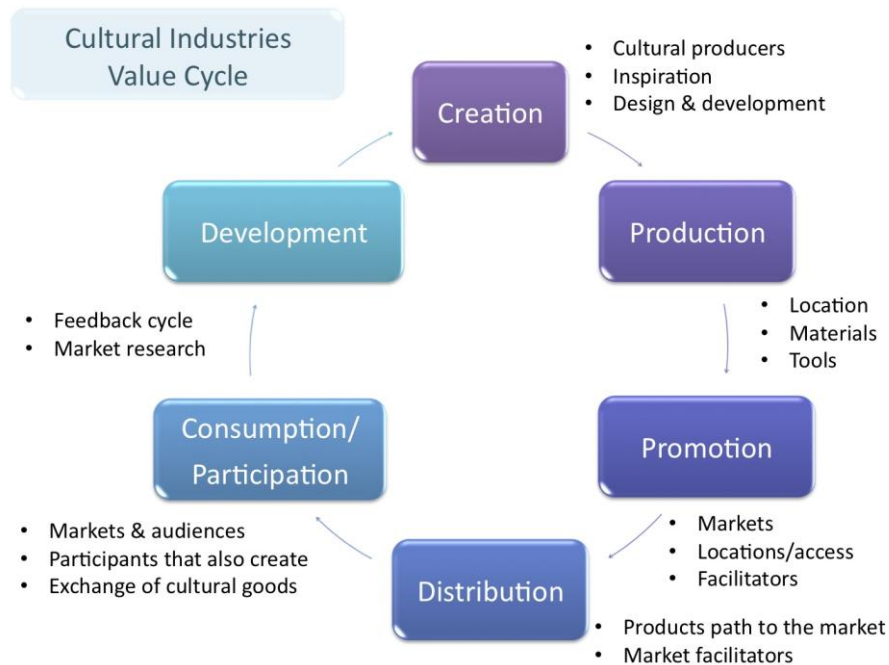 Cultural Industries
Value Cycle
Creation
• Cultural producers
• Inspiration
• Design & development
Production
• Location
• Materials
• Tools
Promotion
• Markets
• Locations/access
• Facilitators
Distribution
• Products path to the market
• Market facilitators
Consumption/
Participation
• Markets & audiences
• Participants that also create
• Exchange of cultural goods
Development
• Feedback cycle
• Market research